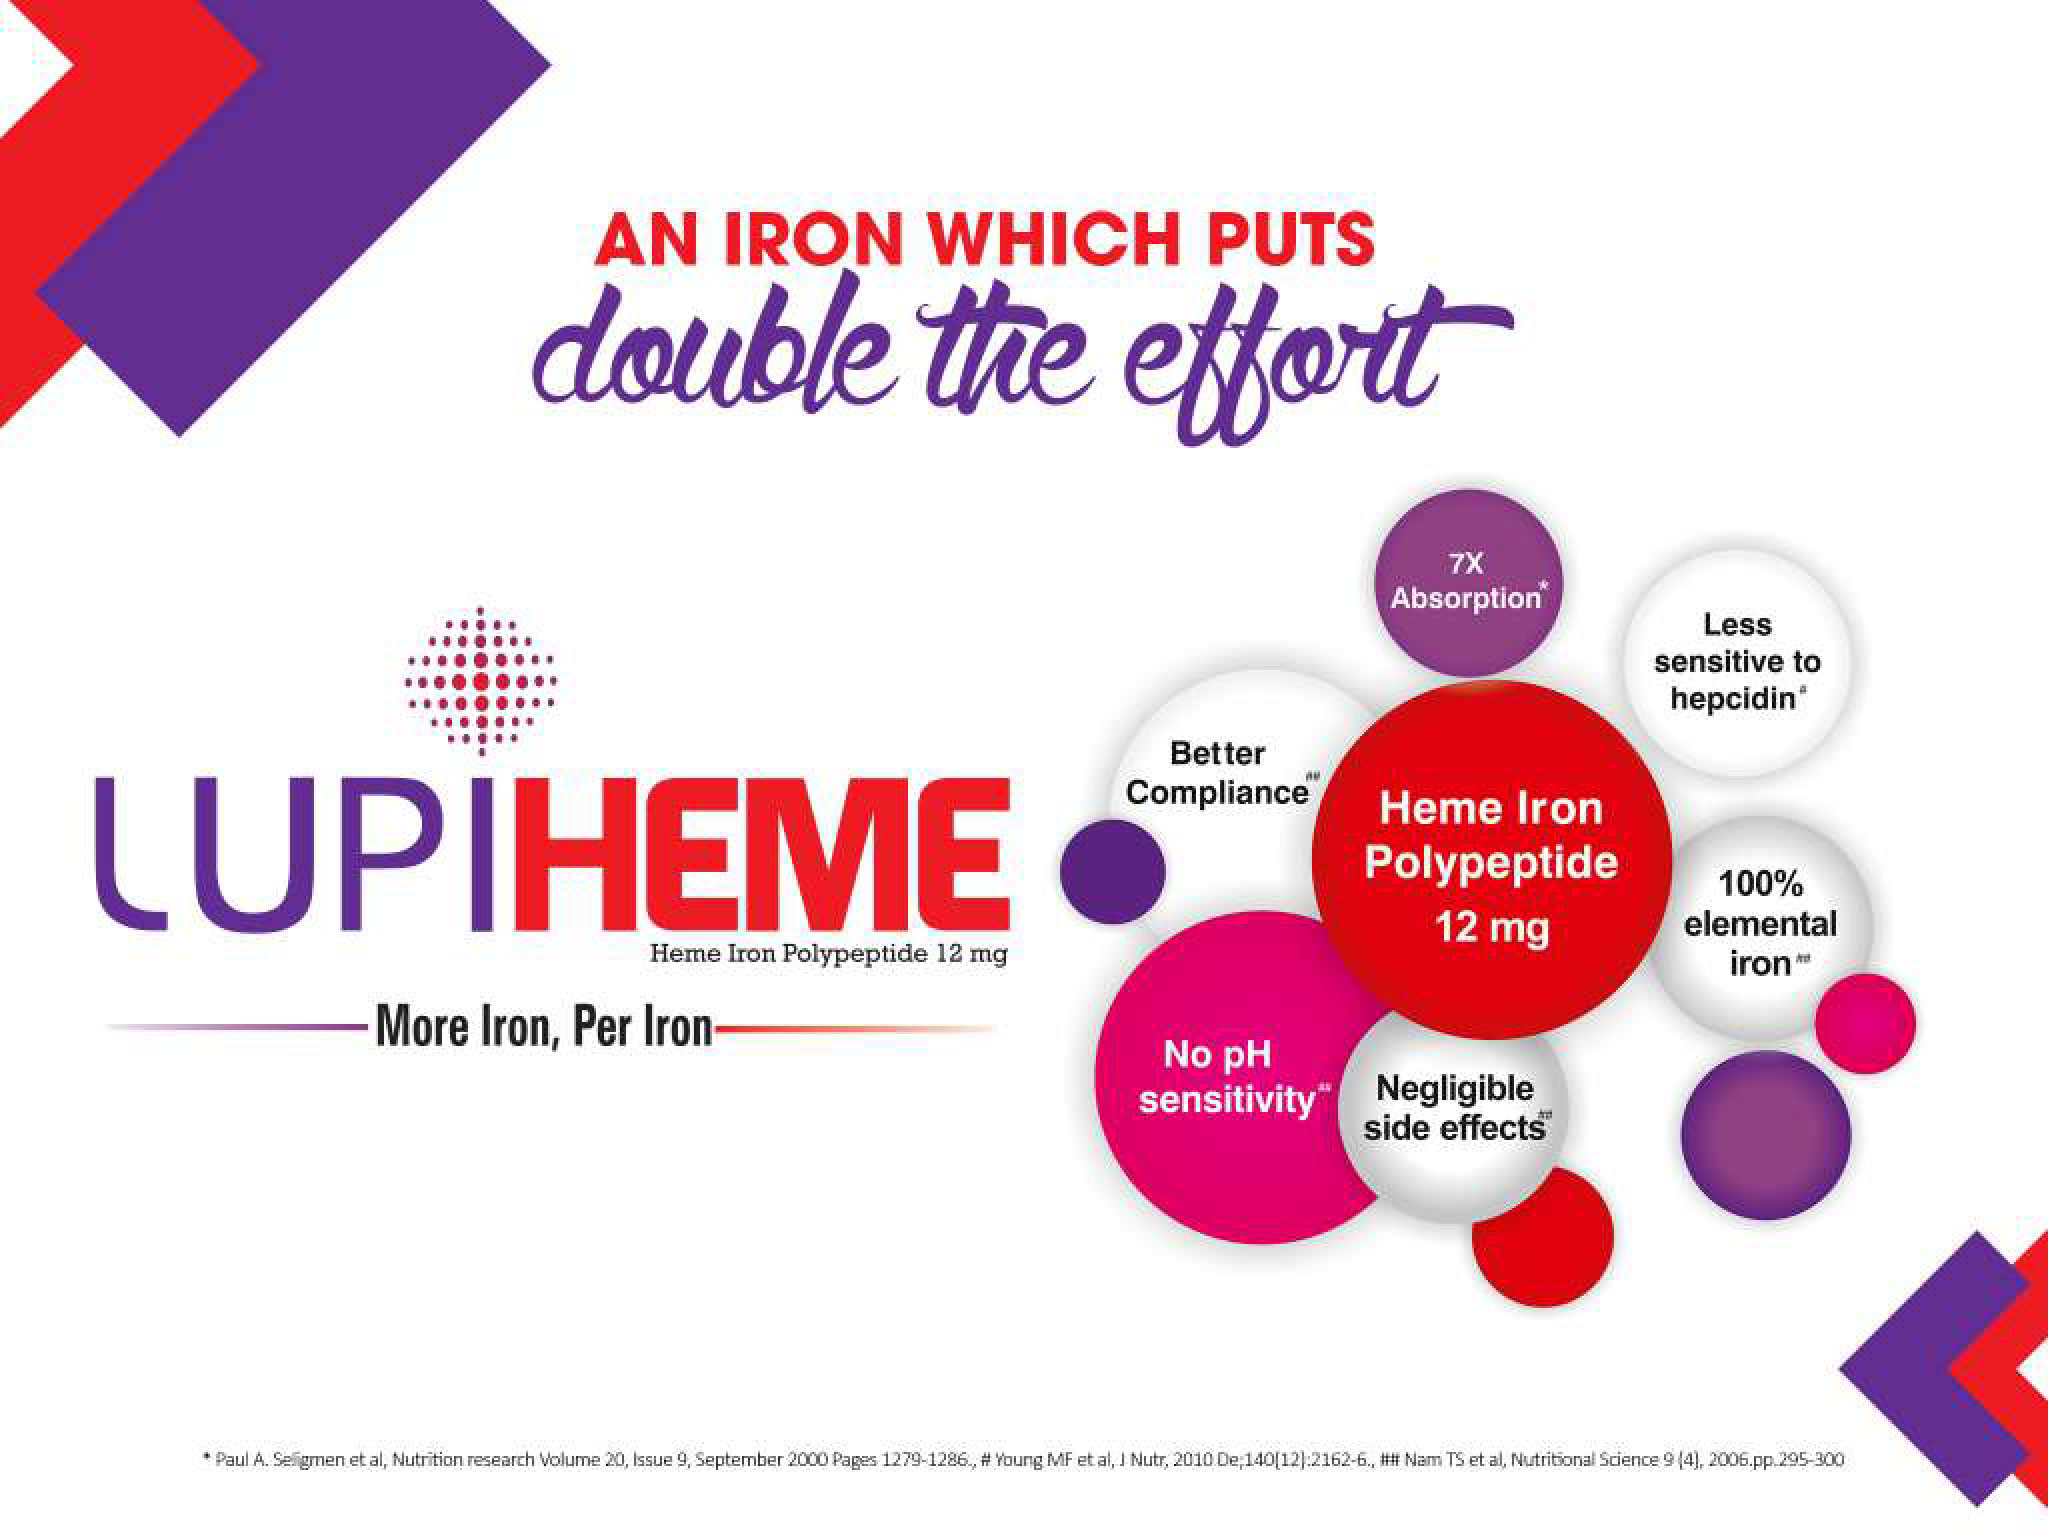 AN IRON WHICH PUTS
double the effort
LUPIHEME
Heme Iron Polypeptide 12 mg
More Iron, Per Iron
7X
Absorption*
Less
sensitive to
hepcidin#
Better
Compliance##
Heme Iron
Polypeptide
12 mg
100%
elemental
iron##
No pH
sensitivity##
Negligible
side effects##
* Paul A. Seligmen et al, Nutrition research Volume 20, Issue 9, September 2000 Pages 1279-1286., # Young MF et al, J Nutr, 2010 De;140[12]:2162-6., ## Nam TS et al, Nutritional Science 9 (4), 2006.pp.295-300